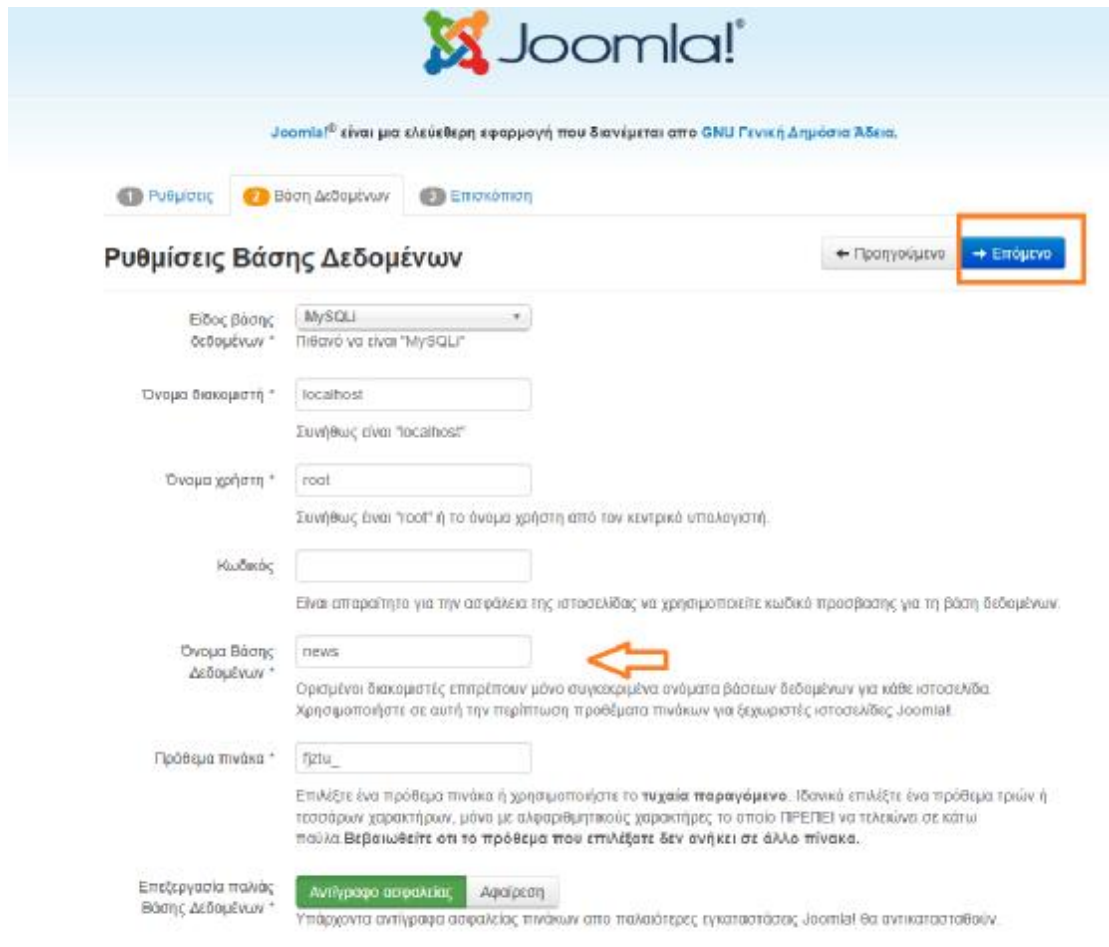 Joomla!®
Joomla!® είναι μια ελεύθερη εφαρμογή που διανέμεται απο GNU Γενική Δημόσια Άδεια.
1 Ρυθμίσεις 2 Βάση Δεδομένων 3 Επισκόπιση
Ρυθμίσεις Βάσης Δεδομένων
← Προηγούμενο → Επόμενο
Είδος βάσης δεδομένων *
MySQLi
Πιθανό να είναι "MySQLi"
Όνομα διακομιστή *
localhost
Συνήθως είναι "localhost"
Όνομα χρήστη *
root
Συνήθως έιναι "root" ή το όνομα χρήστη από τον κεντρικό υπολογιστή.
Κωδικός
Είναι απαραίτητο για την ασφάλεια της ιστοσελίδας να χρησιμοποιείτε κωδικό προσβασης για τη βάση δεδομένων.
Όνομα Βάσης
Δεδομένων *
news
Ορισμένοι διακομιστές επιτρέπουν μόνο συγκεκριμένα ονόματα βάσεων δεδομένων για κάθε ιστοσελίδα.
Χρησιμοποιήστε σε αυτή την περίπτωση προθέματα πινάκων για ξεχωριστές ιστοσελίδες Joomla!.
Πρόθεμα πινάκα *
fjztu_
Επιλέξτε ένα πρόθεμα πινάκα ή χρησιμοποιήστε το τυχαία παραγόμενο. Ιδανικά επιλέξτε ένα πρόθεμα τριών ή
τεσσάρων χαρακτήρων, μόνο με αλφαριθμητικούς χαρακτήρες το οποίο ΠΡΕΠΕΙ να τελειώνει σε κάτω
παύλα.Βεβαιωθείτε οτι το πρόθεμα που επιλέξατε δεν ανήκει σε άλλο πίνακα.
Επεξεργασία παλιάς
Βάσης Δεδομένων *
Αντίγραφο ασφαλείας Αφαίρεση
Υπάρχοντα αντίγραφα ασφαλείας πινάκων απο παλαιότερες εγκαταστάσεις Joomla! θα αντικατασταθούν.